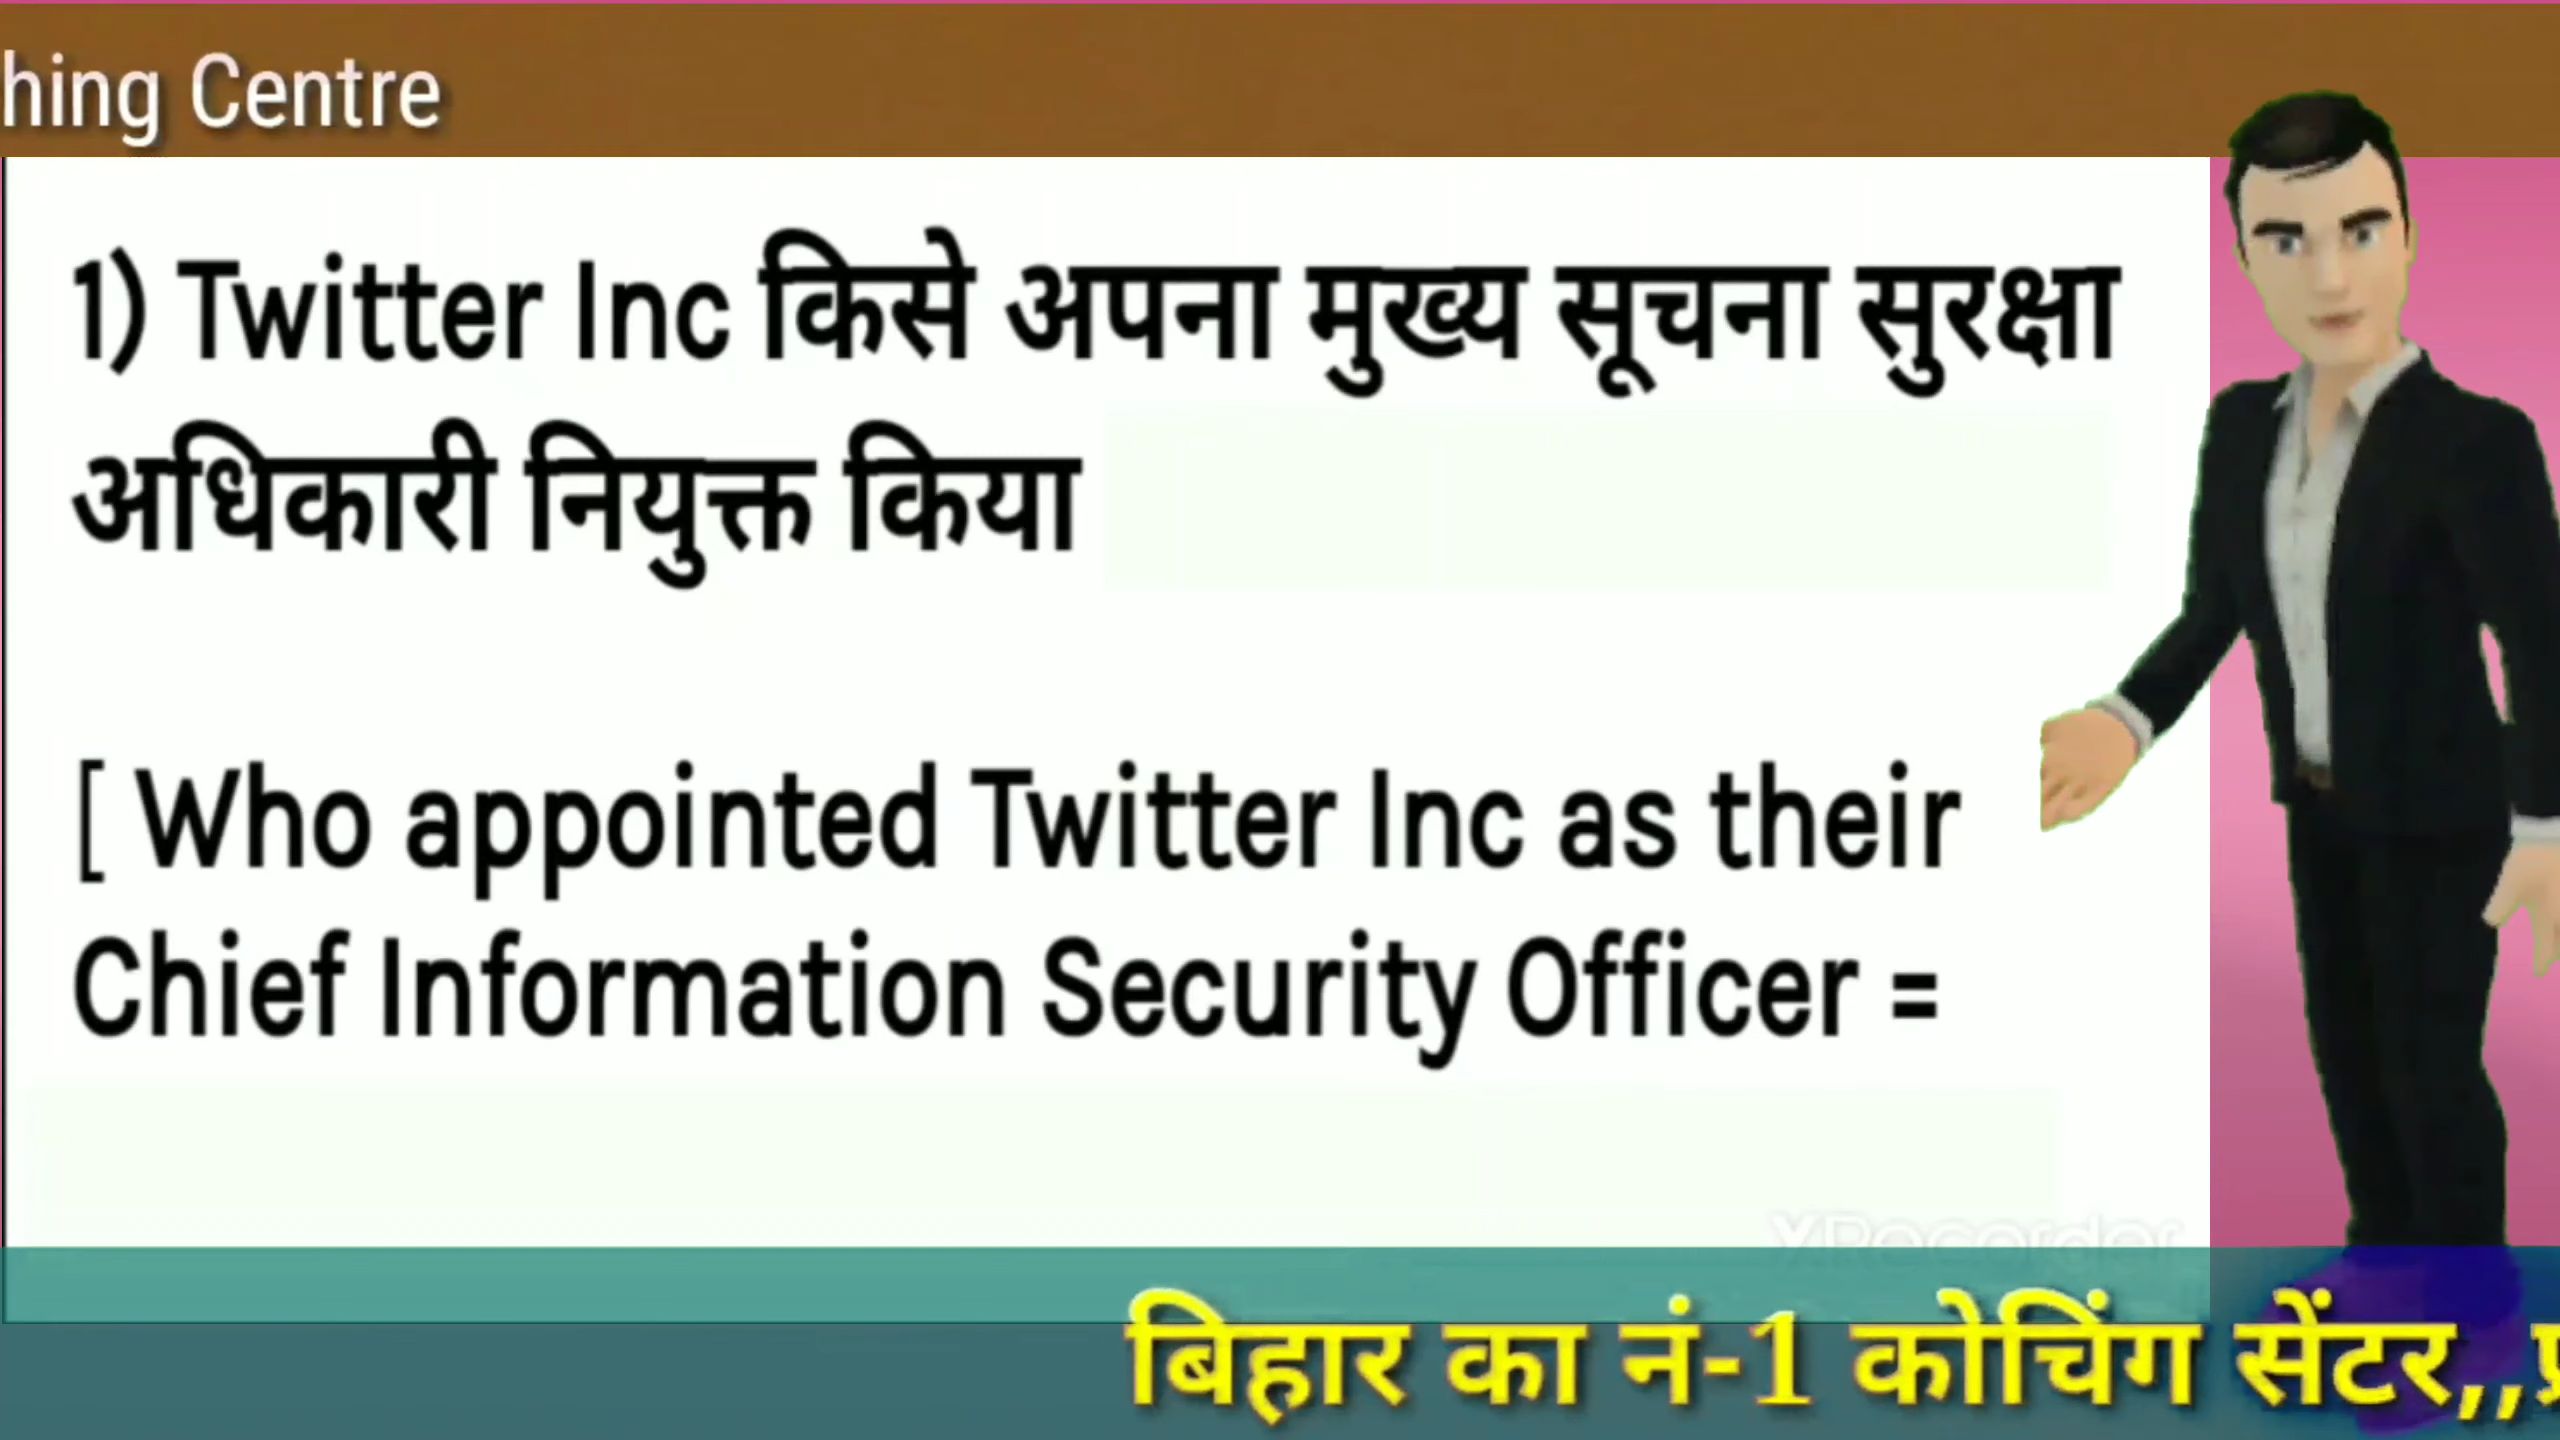 hing Centre
1) Twitter Inc किसे अपना मुख्य सूचना सुरक्षा
अधिकारी नियुक्त किया
[ Who appointed Twitter Inc as their
Chief Information Security Officer =
XRecorder
बिहार का नं-1 कोचिंग सेंटर,,